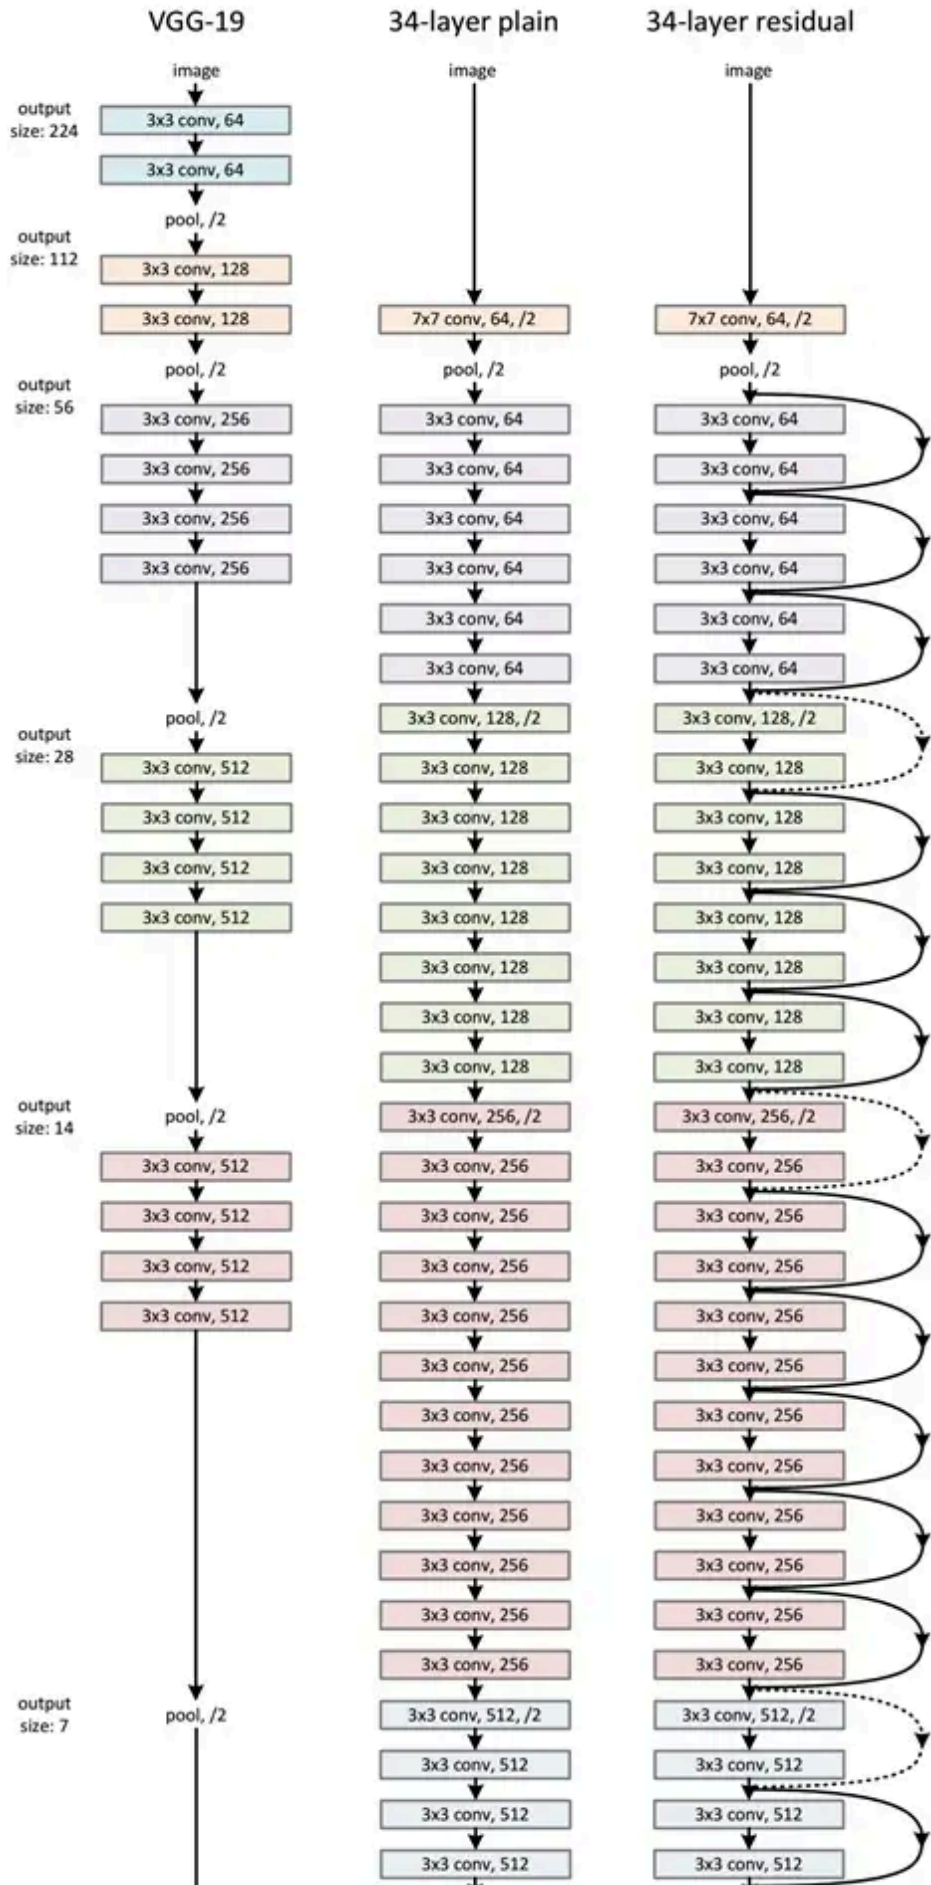 VGG-19
34-layer plain
34-layer residual
output
size: 224
output
size: 112
output
size: 56
output
size: 28
output
size: 14
output
size: 7
image
3x3 conv, 64
3x3 conv, 64
pool, /2
3x3 conv, 128
3x3 conv, 128
pool, /2
3x3 conv, 256
3x3 conv, 256
3x3 conv, 256
3x3 conv, 256
pool, /2
3x3 conv, 512
3x3 conv, 512
3x3 conv, 512
3x3 conv, 512
pool, /2
3x3 conv, 512
3x3 conv, 512
3x3 conv, 512
3x3 conv, 512
pool, /2
image
7x7 conv, 64, /2
pool, /2
3x3 conv, 64
3x3 conv, 64
3x3 conv, 64
3x3 conv, 64
3x3 conv, 64
3x3 conv, 64
3x3 conv, 128, /2
3x3 conv, 128
3x3 conv, 128
3x3 conv, 128
3x3 conv, 128
3x3 conv, 128
3x3 conv, 128
3x3 conv, 128
3x3 conv, 256, /2
3x3 conv, 256
3x3 conv, 256
3x3 conv, 256
3x3 conv, 256
3x3 conv, 256
3x3 conv, 256
3x3 conv, 256
3x3 conv, 256
3x3 conv, 256
3x3 conv, 256
3x3 conv, 256
3x3 conv, 512, /2
3x3 conv, 512
3x3 conv, 512
3x3 conv, 512
image
7x7 conv, 64, /2
pool, /2
3x3 conv, 64
3x3 conv, 64
3x3 conv, 64
3x3 conv, 64
3x3 conv, 64
3x3 conv, 64
3x3 conv, 128, /2
3x3 conv, 128
3x3 conv, 128
3x3 conv, 128
3x3 conv, 128
3x3 conv, 128
3x3 conv, 128
3x3 conv, 128
3x3 conv, 256, /2
3x3 conv, 256
3x3 conv, 256
3x3 conv, 256
3x3 conv, 256
3x3 conv, 256
3x3 conv, 256
3x3 conv, 256
3x3 conv, 256
3x3 conv, 256
3x3 conv, 256
3x3 conv, 256
3x3 conv, 512, /2
3x3 conv, 512
3x3 conv, 512
3x3 conv, 512